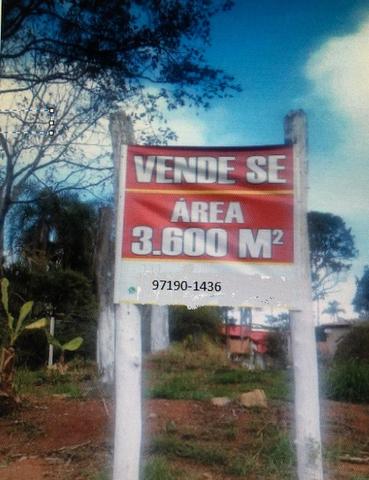 VENDE SE
ÁREA
3.600 M²
97190-1436